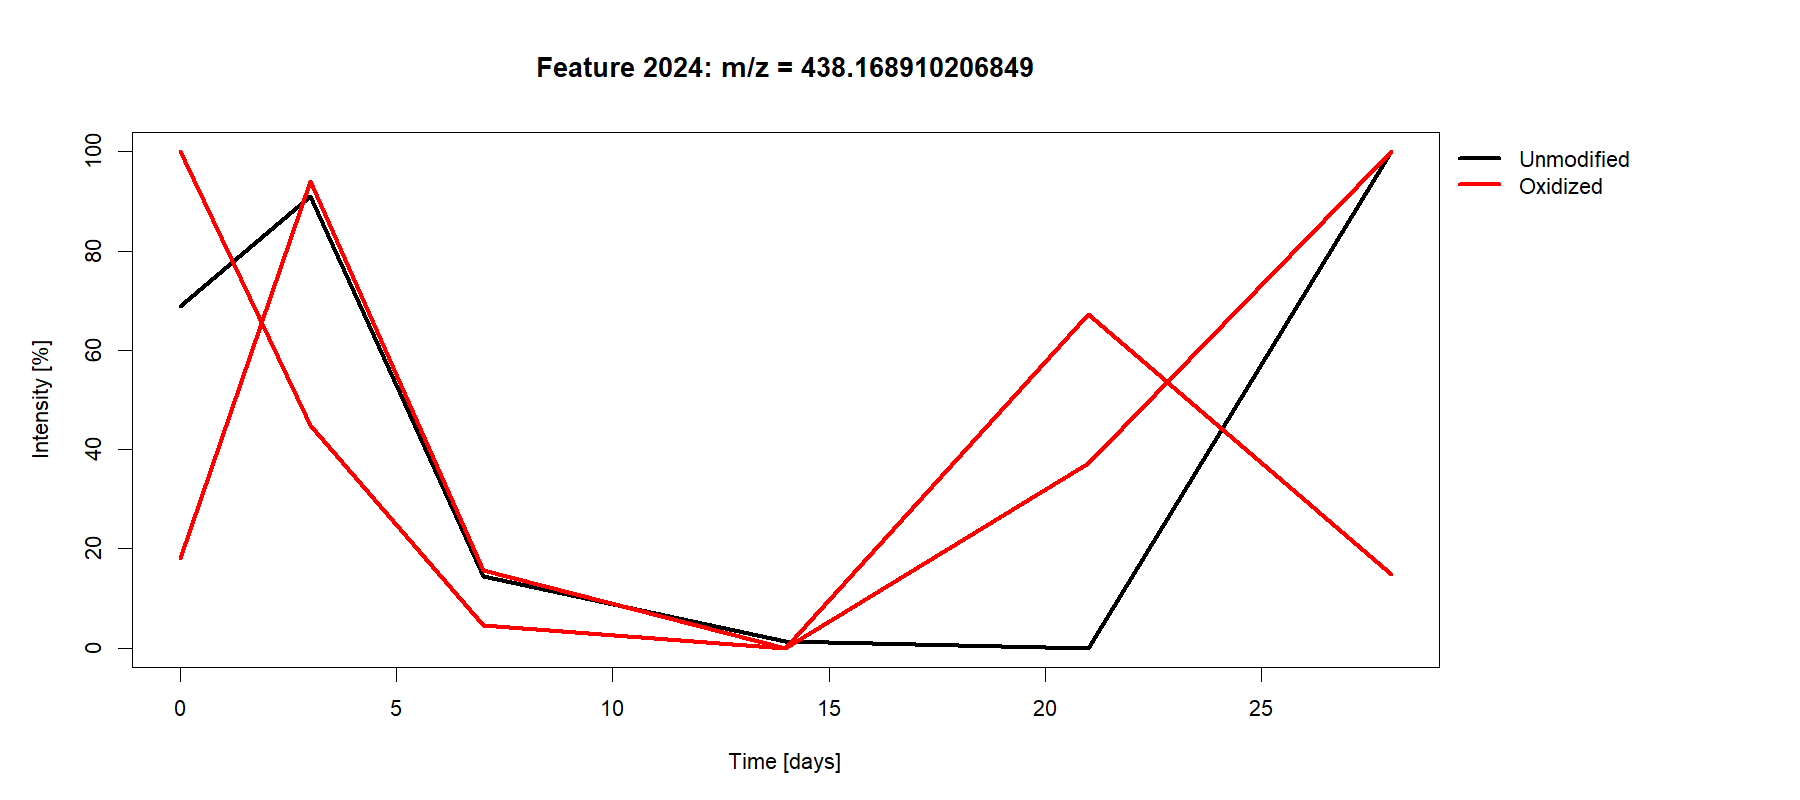 Feature 2024: m/z = 438.168910206849
Unmodified
Oxidized
Intensity [%]
100
80
60
40
20
0
0 5 10 15 20 25
Time [days]